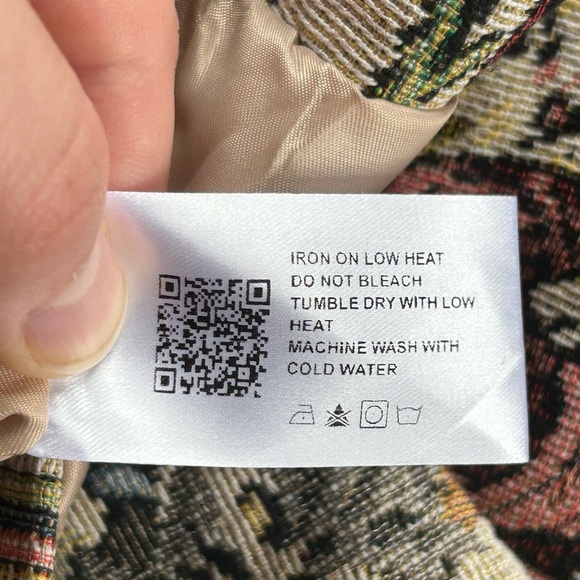 IRON ON LOW HEAT
DO NOT BLEACH
TUMBLE DRY WITH LOW
HEAT
MACHINE WASH WITH
COLD WATER